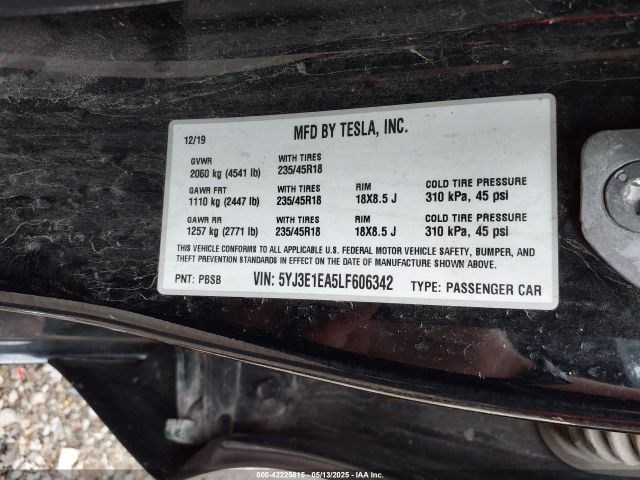 MFD BY TESLA, INC.
12/19
GVWR WITH TIRES
2060 kg (4541 lb) 235/45R18
GAWR FRT WITH TIRES RIM COLD TIRE PRESSURE
1110 kg (2447 lb) 235/45R18 18X8.5 J 310 kPa, 45 psi
GAWR RR WITH TIRES RIM COLD TIRE PRESSURE
1257 kg (2771 lb) 235/45R18 18X8.5 J 310 kPa, 45 psi
THIS VEHICLE CONFORMS TO ALL APPLICABLE U.S. FEDERAL MOTOR VEHICLE SAFETY, BUMPER, AND
THEFT PREVENTION STANDARDS IN EFFECT ON THE DATE OF MANUFACTURE SHOWN ABOVE.
PNT: PBSB VIN: 5YJ3E1EA5LF606342 TYPE: PASSENGER CAR
000-42225815 - 05/13/2025 - IAA Inc.